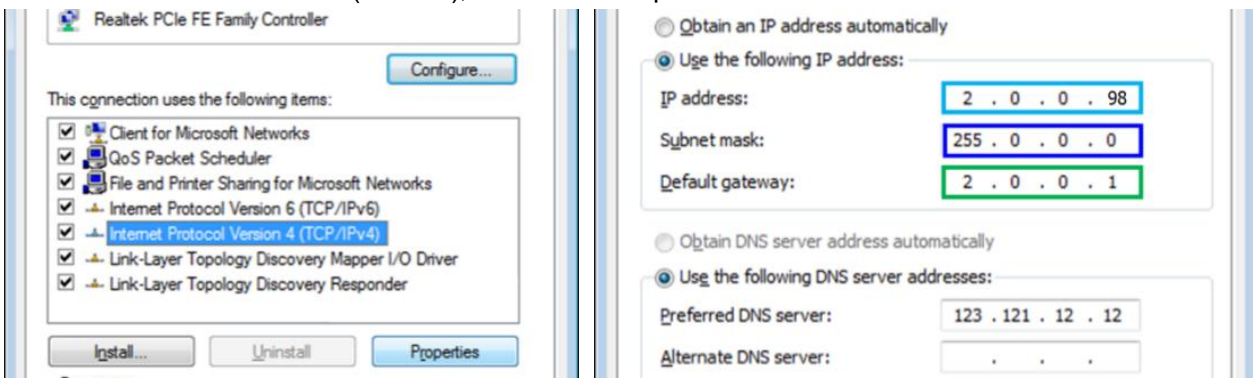 Realtek PCIe FE Family Controller
Configure...
This connection uses the following items:
Client for Microsoft Networks
QoS Packet Scheduler
File and Printer Sharing for Microsoft Networks
Internet Protocol Version 6 (TCP/IPv6)
Internet Protocol Version 4 (TCP/IPv4)
Link-Layer Topology Discovery Mapper I/O Driver
Link-Layer Topology Discovery Responder
Install... Uninstall Properties
Obtain an IP address automatically
Use the following IP address:
IP address: 2 . 0 . 0 . 98
Subnet mask: 255 . 0 . 0 . 0
Default gateway: 2 . 0 . 0 . 1
Obtain DNS server address automatically
Use the following DNS server addresses:
Preferred DNS server: 123 . 121 . 12 . 12
Alternate DNS server: . . .